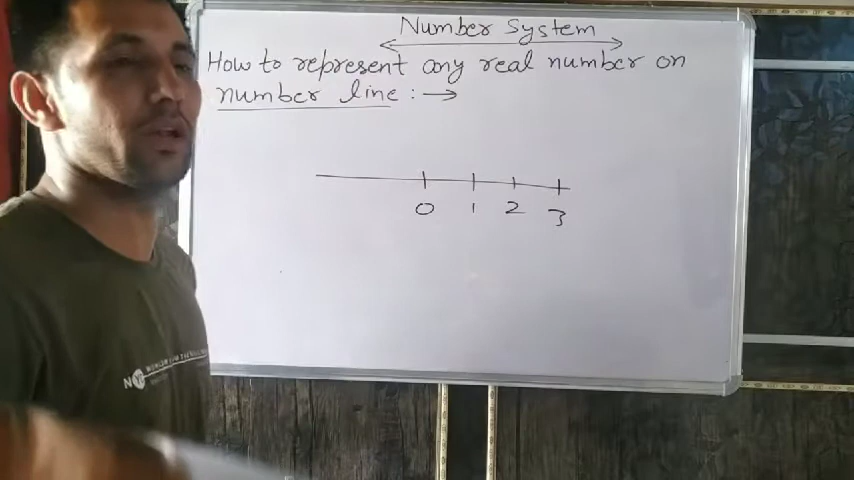 Number System
How to represent any real number on
number line : →
0 1 2 3